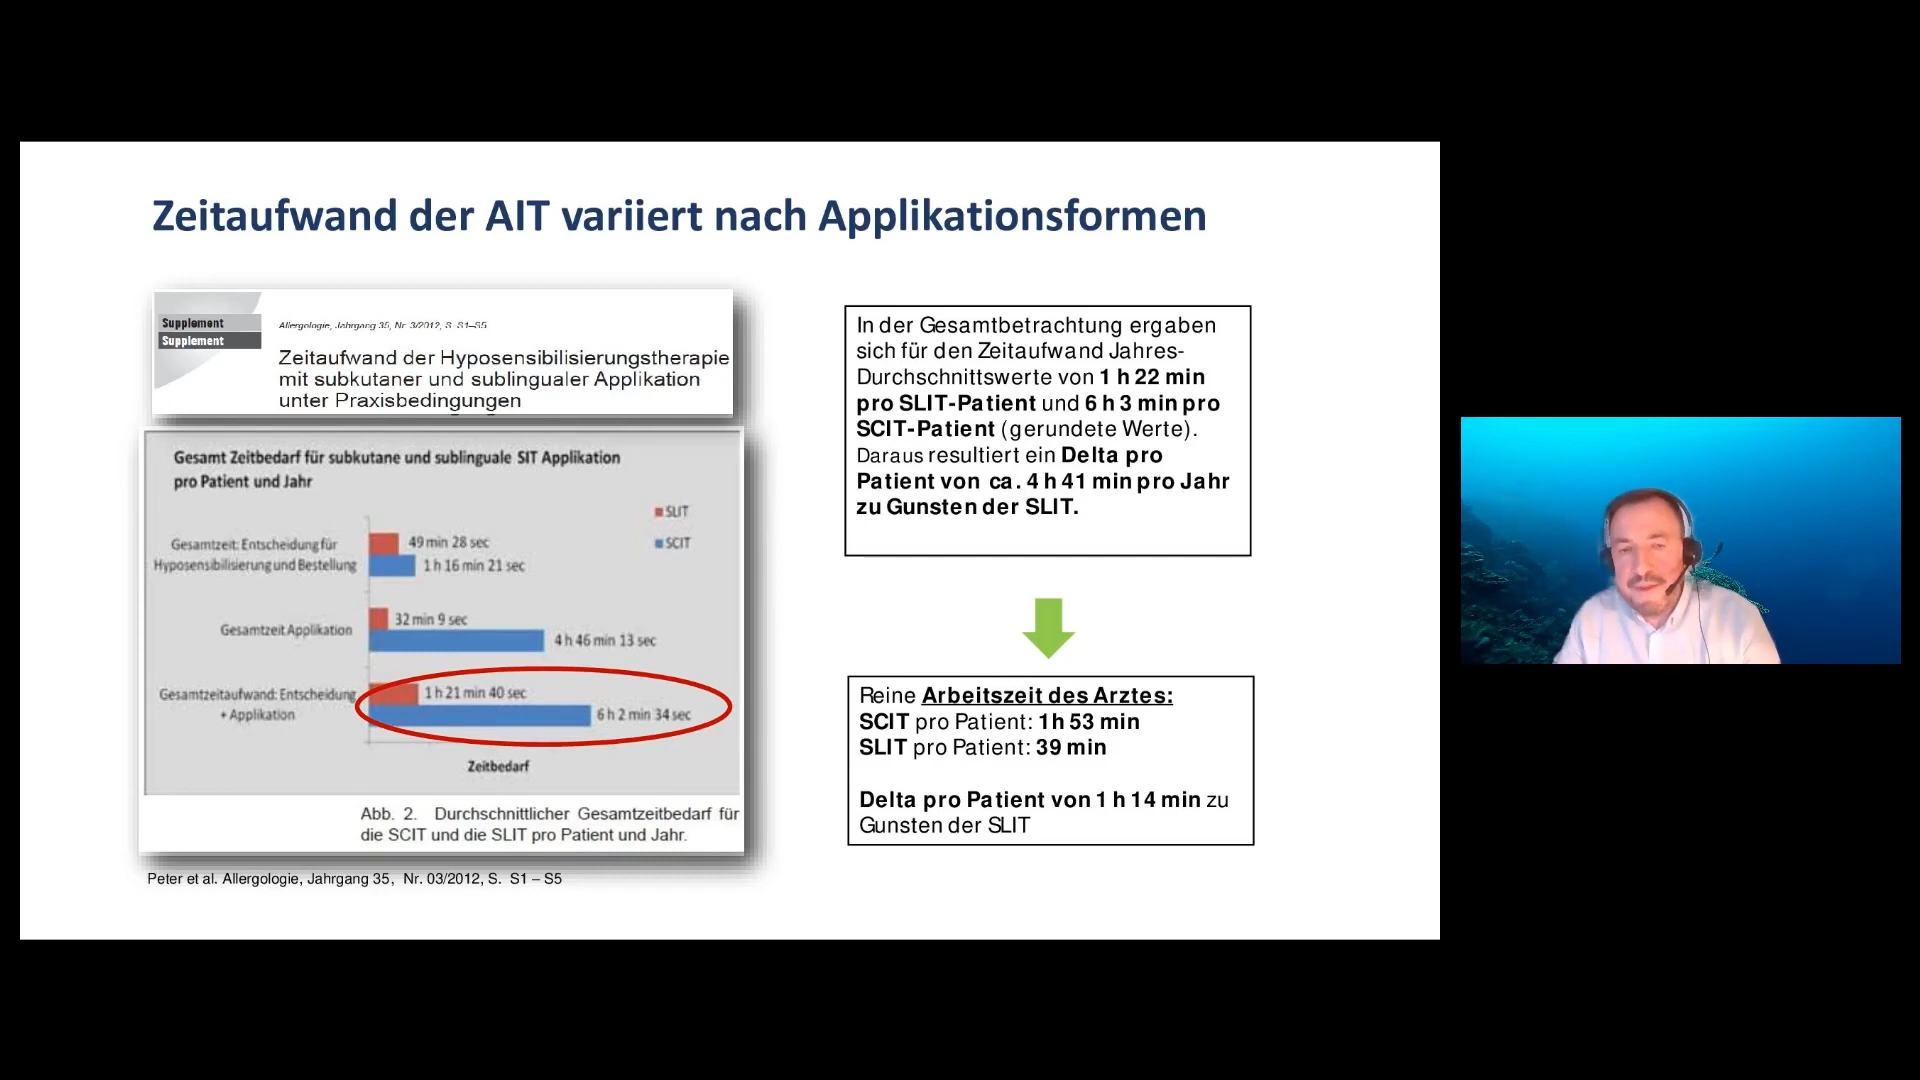 Zeitaufwand der AIT variiert nach Applikationsformen
Supplement
Supplement
Allergologie, Jahrgang 35, Nr. 3/2012, S. S1–S5
Zeitaufwand der Hyposensibilisierungstherapie
mit subkutaner und sublingualer Applikation
unter Praxisbedingungen
Gesamt Zeitbedarf für subkutane und sublinguale SIT Applikation
pro Patient und Jahr
SLIT
SCIT
Gesamtzeit: Entscheidung für
Hyposensibilisierung und Bestellung
49 min 28 sec
1 h 16 min 21 sec
Gesamtzeit Applikation
32 min 9 sec
4 h 46 min 13 sec
Gesamtzeitaufwand: Entscheidung
+ Applikation
1 h 21 min 40 sec
6 h 2 min 34 sec
Zeitbedarf
Abb. 2. Durchschnittlicher Gesamtzeitbedarf für
die SCIT und die SLIT pro Patient und Jahr.
Peter et al. Allergologie, Jahrgang 35, Nr. 03/2012, S. S1 – S5
In der Gesamtbetrachtung ergaben
sich für den Zeitaufwand Jahres-
Durchschnittswerte von 1 h 22 min
pro SLIT-Patient und 6 h 3 min pro
SCIT-Patient (gerundete Werte).
Daraus resultiert ein Delta pro
Patient von ca. 4 h 41 min pro Jahr
zu Gunsten der SLIT.
Reine Arbeitszeit des Arztes:
SCIT pro Patient: 1h 53 min
SLIT pro Patient: 39 min
Delta pro Patient von 1 h 14 min zu
Gunsten der SLIT